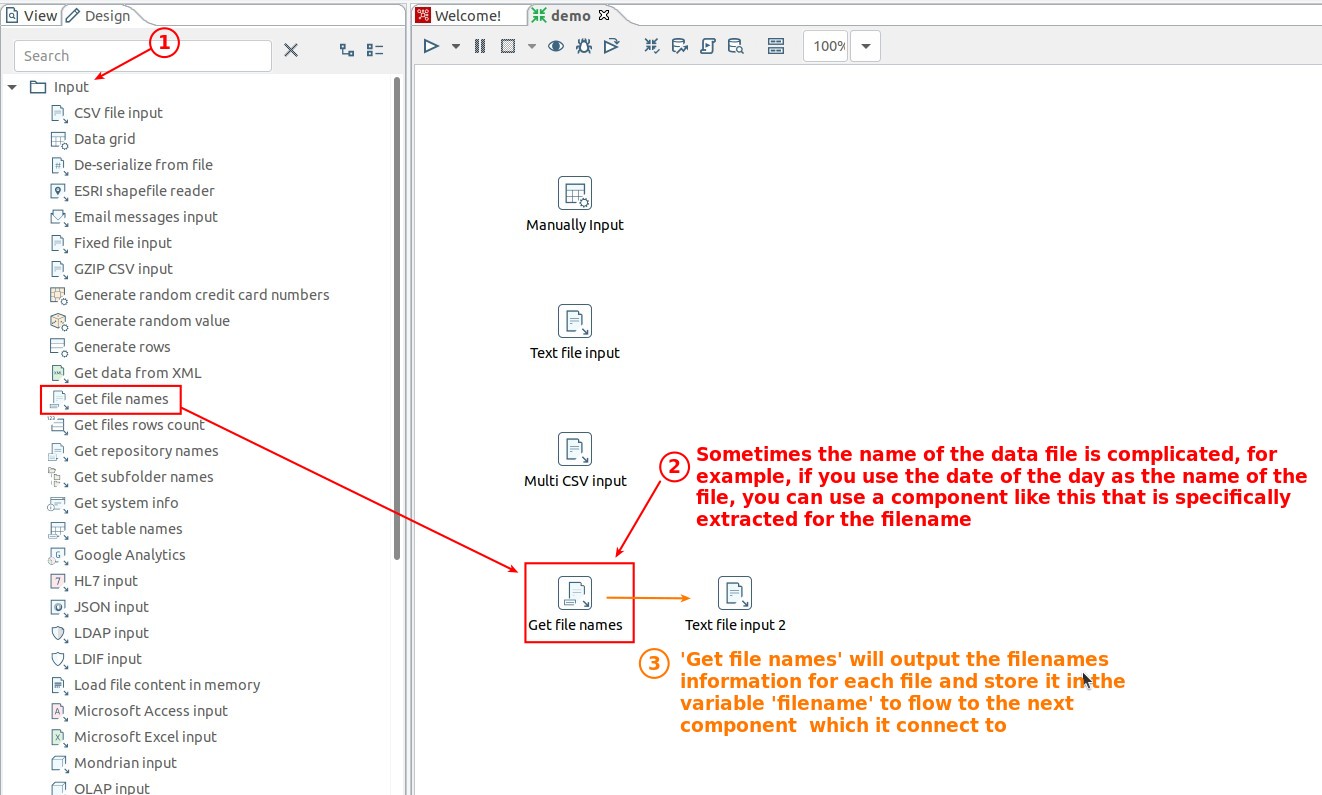 View
Design
Welcome!
demo
Search
1
100%
Input
CSV file input
Data grid
De-serialize from file
ESRI shapefile reader
Email messages input
Fixed file input
GZIP CSV input
Generate random credit card numbers
Generate random value
Generate rows
Get data from XML
Get file names
Get files rows count
Get repository names
Get subfolder names
Get system info
Get table names
Google Analytics
HL7 input
JSON input
LDAP input
LDIF input
Load file content in memory
Microsoft Access input
Microsoft Excel input
Mondrian input
OLAP input
Manually Input
Text file input
Multi CSV input
2
Sometimes the name of the data file is complicated, for
example, if you use the date of the day as the name of the
file, you can use a component like this that is specifically
extracted for the filename
Get file names
Text file input 2
3
'Get file names' will output the filenames
information for each file and store it in the
variable 'filename' to flow to the next
component  which it connect to